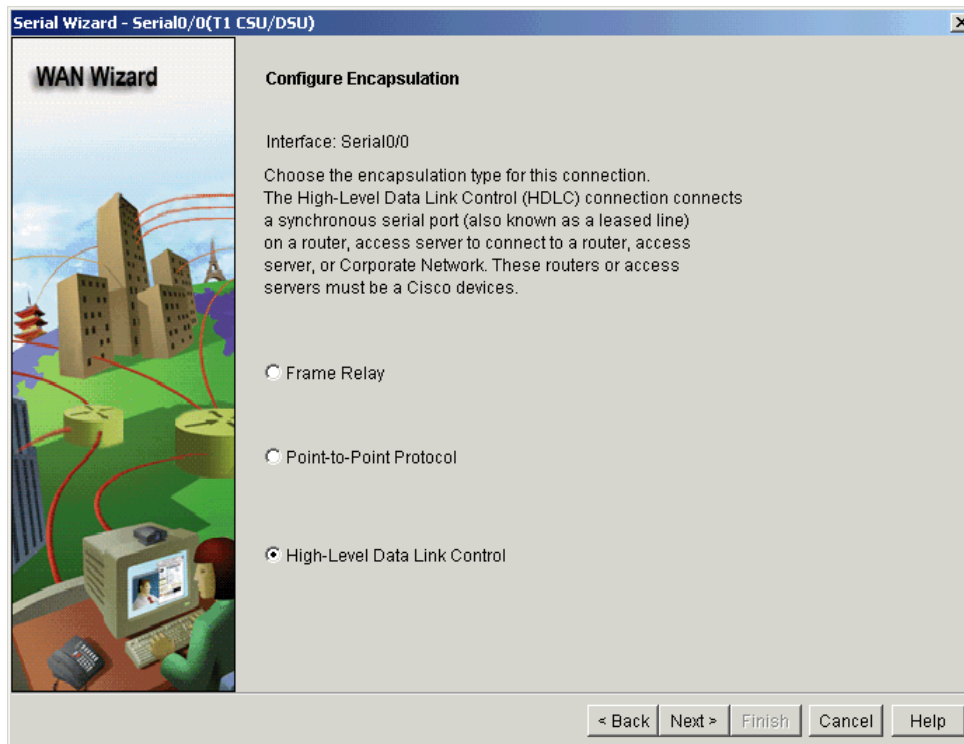 Serial Wizard - Serial0/0(T1 CSU/DSU)
WAN Wizard
Configure Encapsulation
Interface: Serial0/0
Choose the encapsulation type for this connection.
The High-Level Data Link Control (HDLC) connection connects
a synchronous serial port (also known as a leased line)
on a router, access server to connect to a router, access
server, or Corporate Network. These routers or access
servers must be a Cisco devices.
Frame Relay
Point-to-Point Protocol
High-Level Data Link Control
< Back Next > Finish Cancel Help